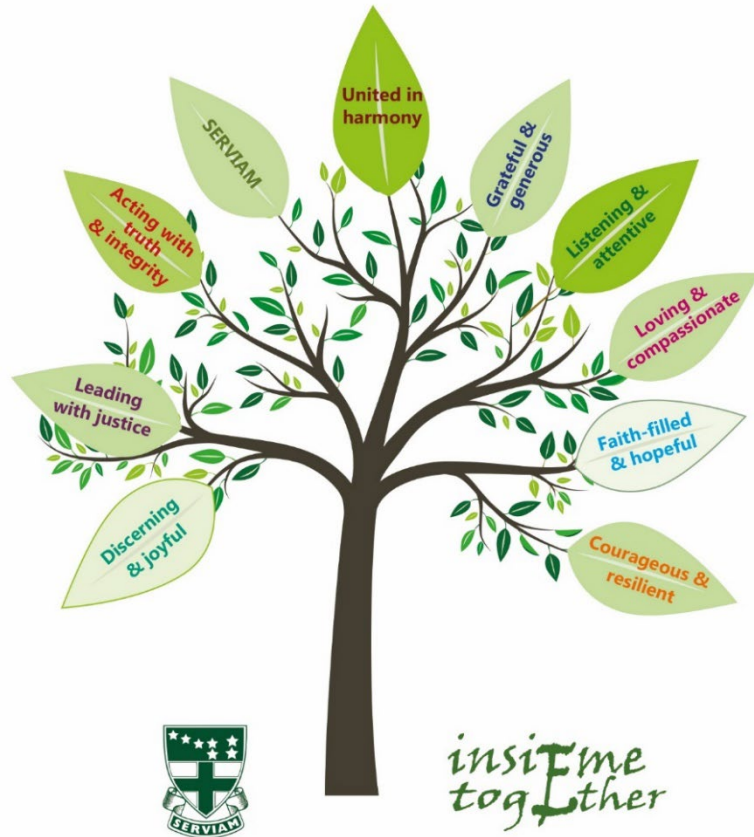 United in
harmony
SERVIAM
Grateful &
generous
Acting with
truth
& integrity
Listening &
attentive
Loving &
compassionate
Leading
with justice
Faith-filled
& hopeful
Discerning
& joyful
Courageous &
resilient
SERVIAM
insiEme
togEther